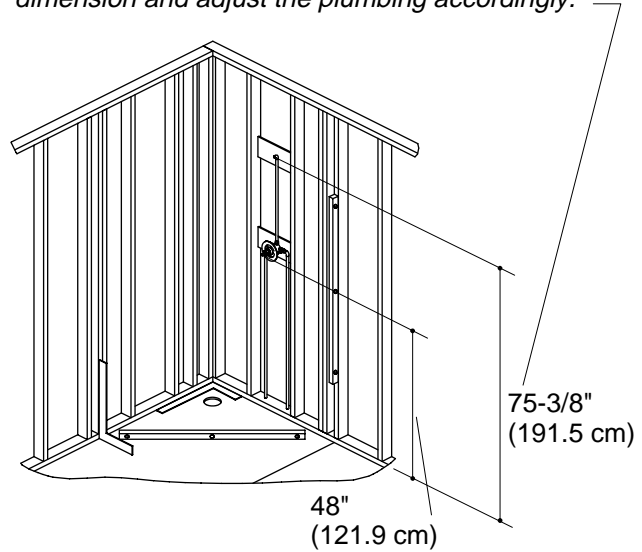 dimension and adjust the plumbing accordingly.
75-3/8"
(191.5 cm)
48"
(121.9 cm)